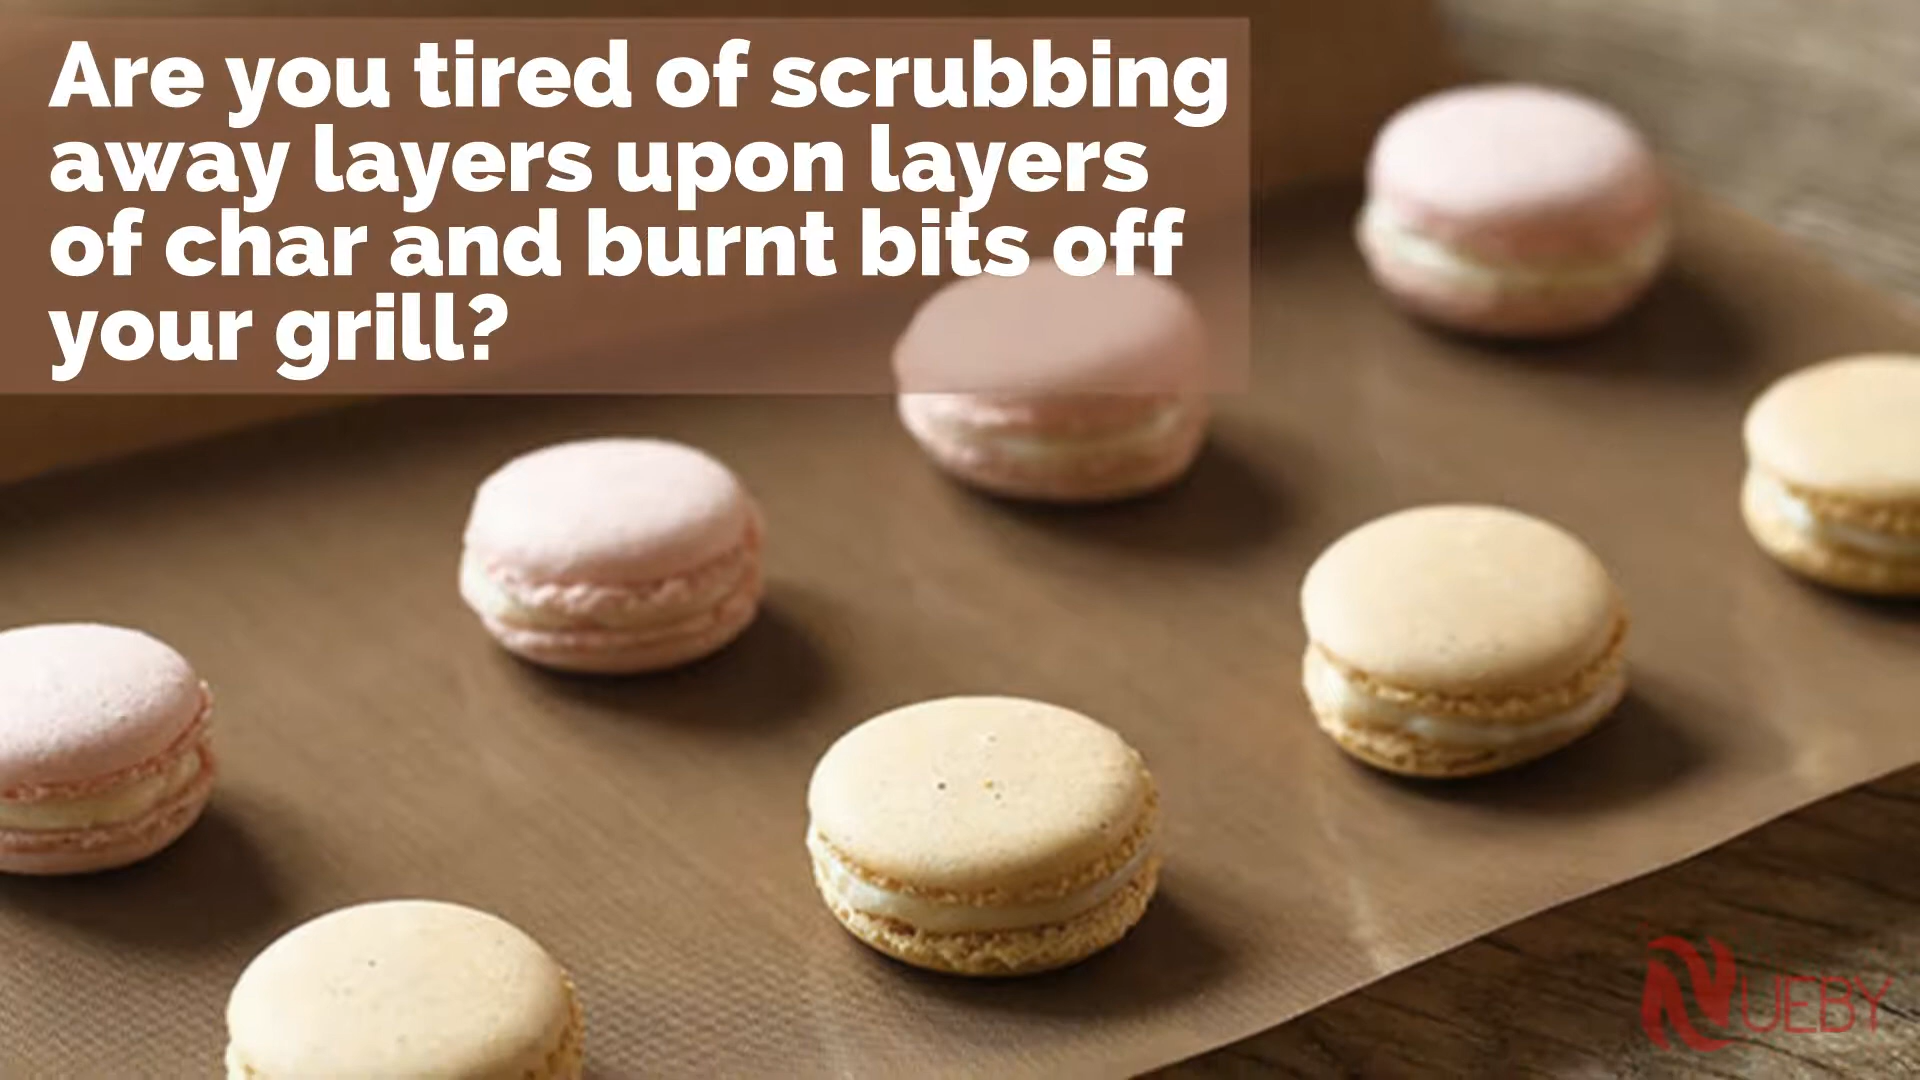 Are you tired of scrubbing
away layers upon layers
of char and burnt bits off
your grill?
NUEBY